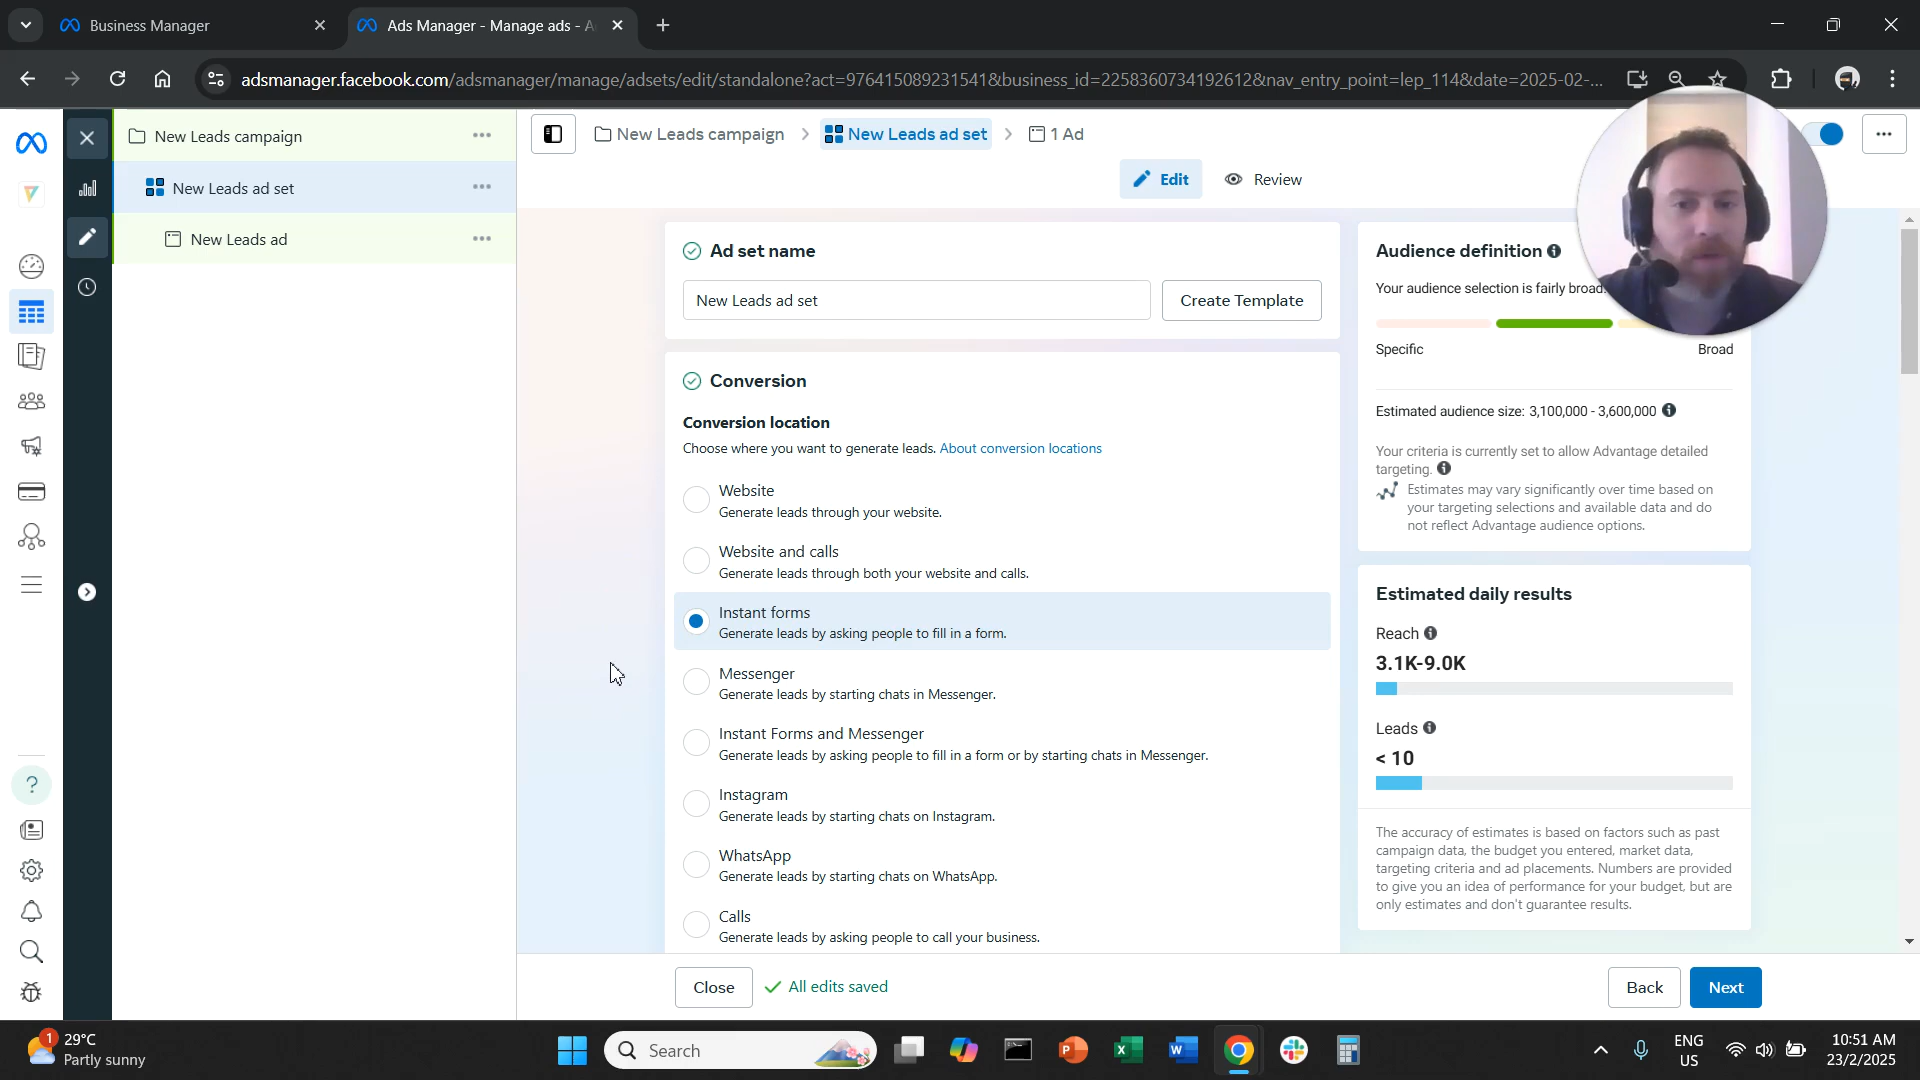 Business Manager
Ads Manager - Manage ads - A
adsmanager.facebook.com/adsmanager/manage/adsets/edit/standalone?act=976415089231541&business_id=2258360734192612&nav_entry_point=lep_114&date=2025-02-...
New Leads campaign
New Leads ad set
New Leads ad
New Leads campaign
New Leads ad set
1 Ad
Edit
Review
Ad set name
New Leads ad set
Create Template
Conversion
Conversion location
Choose where you want to generate leads. About conversion locations
Website
Generate leads through your website.
Website and calls
Generate leads through both your website and calls.
Instant forms
Generate leads by asking people to fill in a form.
Messenger
Generate leads by starting chats in Messenger.
Instant Forms and Messenger
Generate leads by asking people to fill in a form or by starting chats in Messenger.
Instagram
Generate leads by starting chats on Instagram.
WhatsApp
Generate leads by starting chats on WhatsApp.
Calls
Generate leads by asking people to call your business.
Audience definition
Your audience selection is fairly broad.
Specific
Broad
Estimated audience size: 3,100,000 - 3,600,000
Your criteria is currently set to allow Advantage detailed
targeting.
Estimates may vary significantly over time based on
your targeting selections and available data and do
not reflect Advantage audience options.
Estimated daily results
Reach
3.1K-9.0K
Leads
< 10
The accuracy of estimates is based on factors such as past
campaign data, the budget you entered, market data,
targeting criteria and ad placements. Numbers are provided
to give you an idea of performance for your budget, but are
only estimates and don't guarantee results.
Close
All edits saved
Back
Next
1
29°C
Partly sunny
Search
ENG
US
10:51 AM
23/2/2025